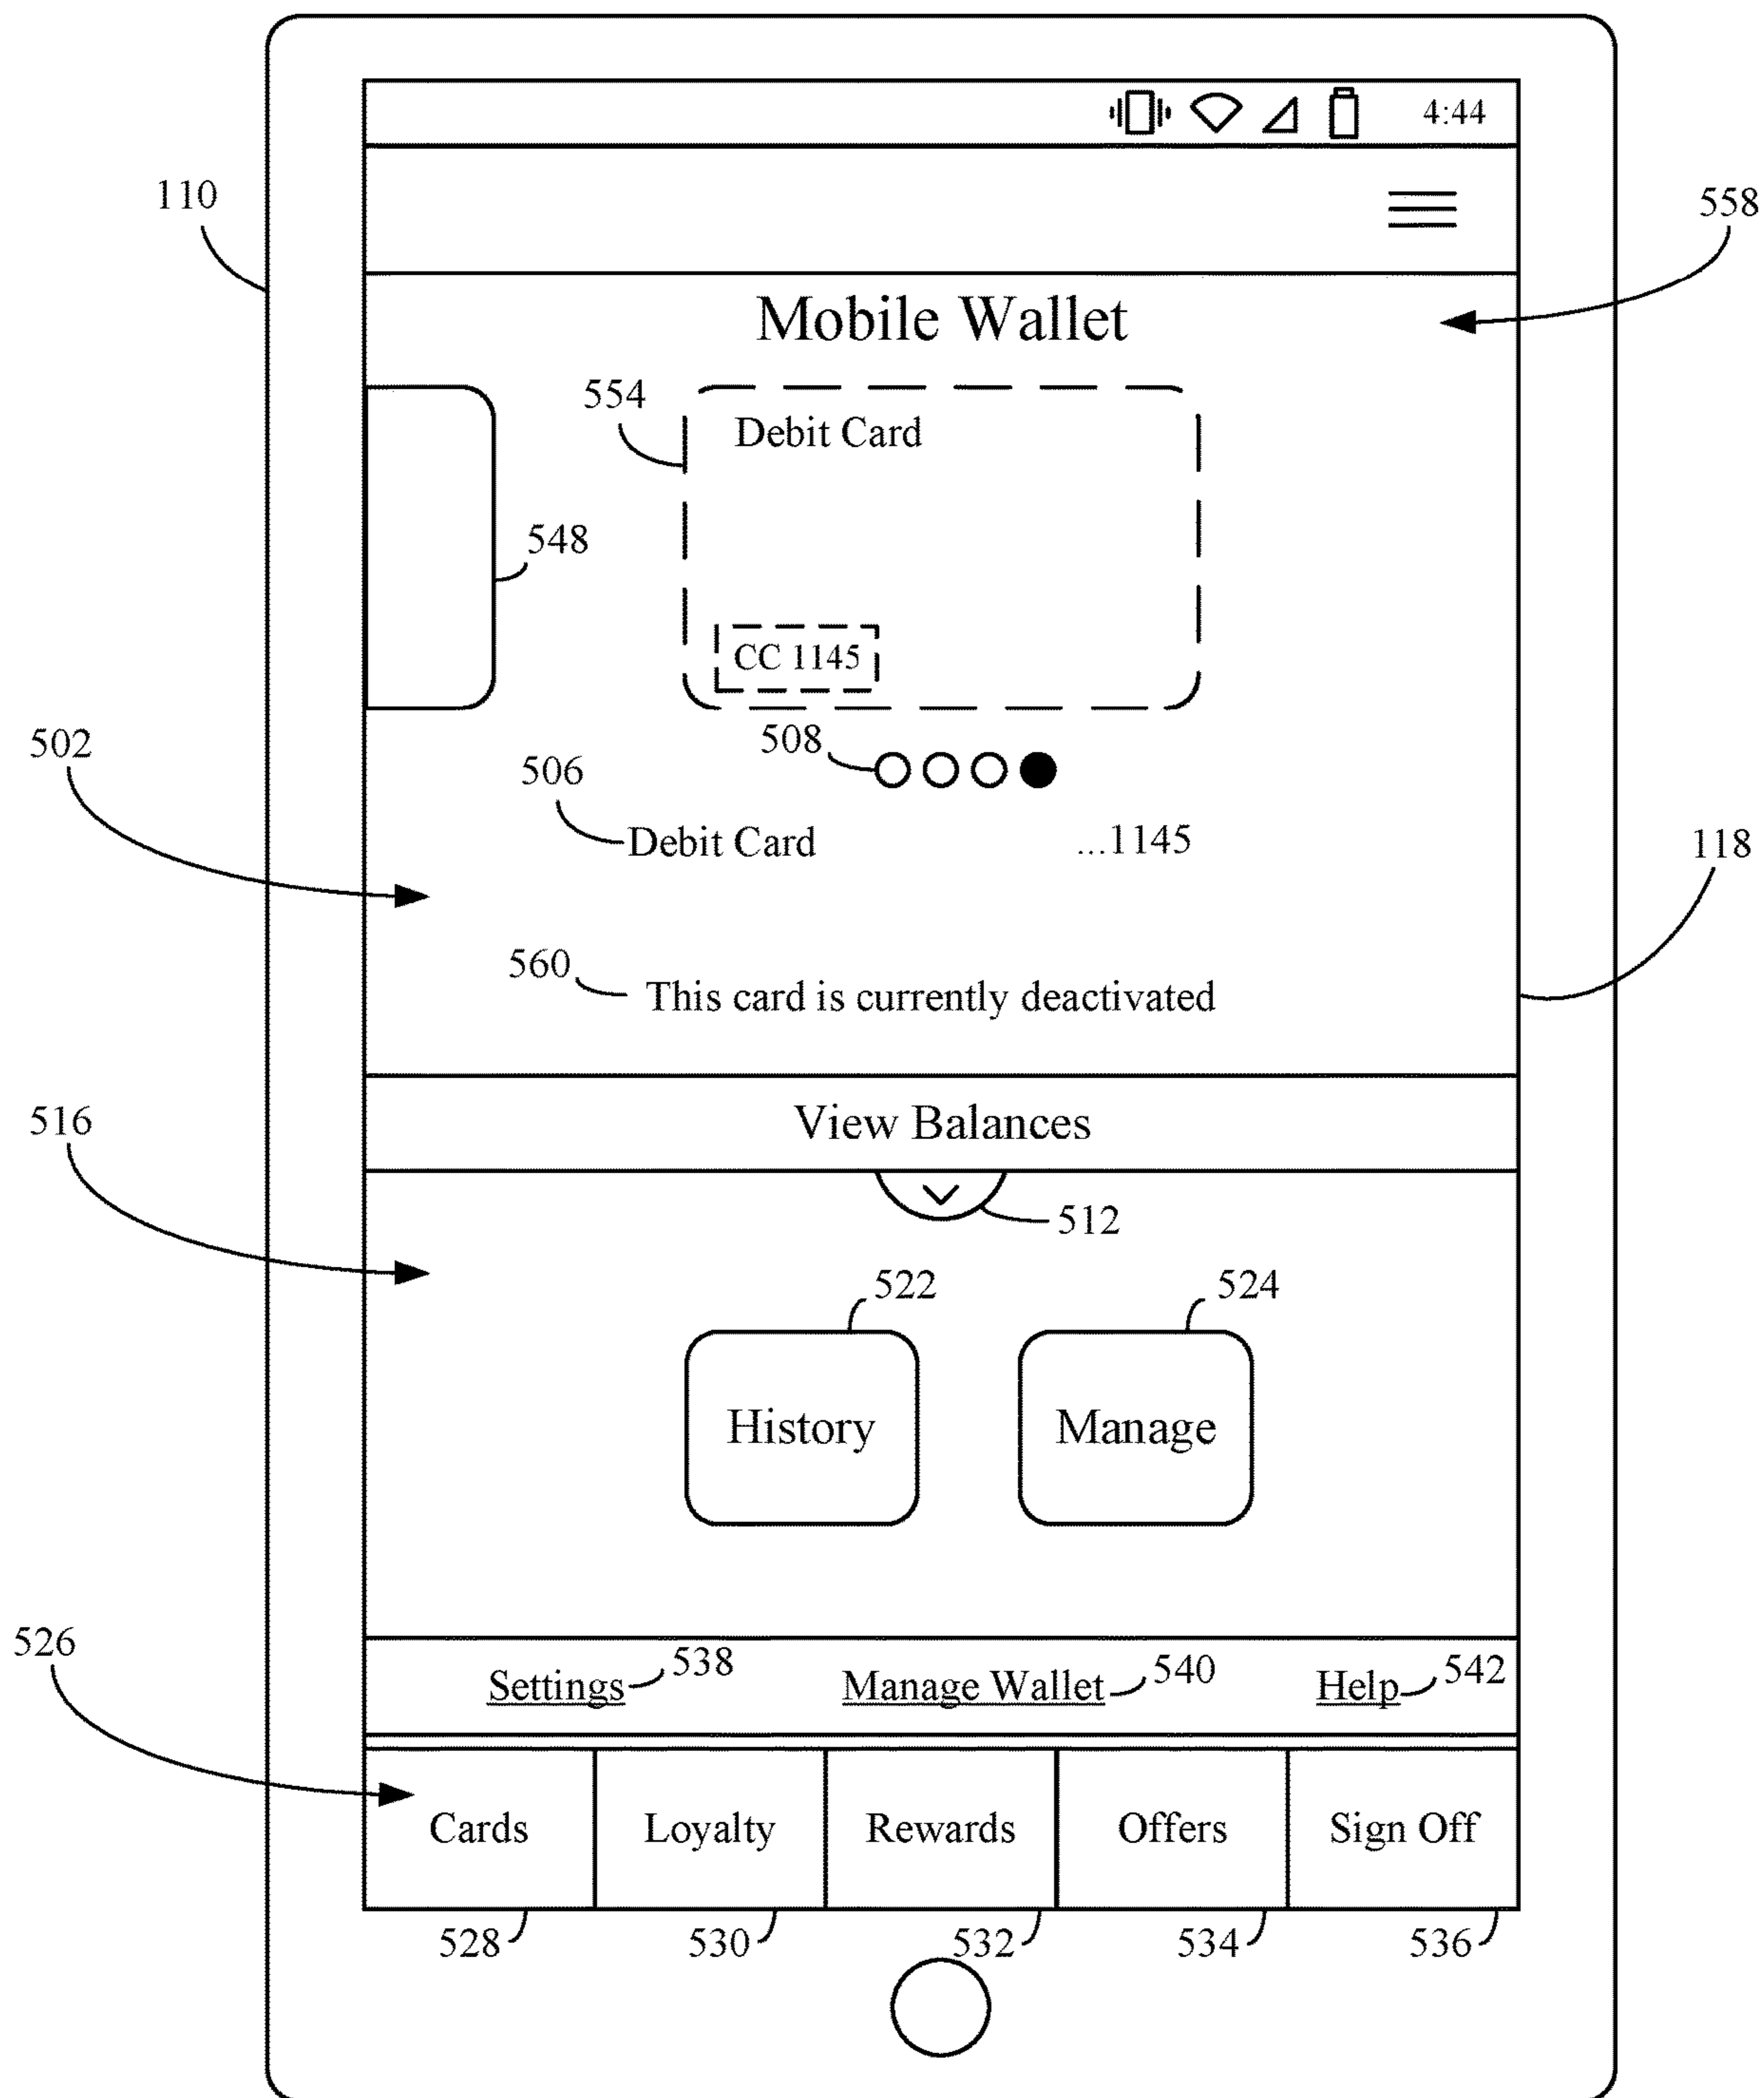 4:44
110
558
Mobile Wallet
554
Debit Card
548
CC 1145
502
508
506
Debit Card ...1145
118
560
This card is currently deactivated
516
View Balances
512
522 524
History Manage
526
Settings 538 Manage Wallet 540 Help 542
Cards Loyalty Rewards Offers Sign Off
528 530 532 534 536